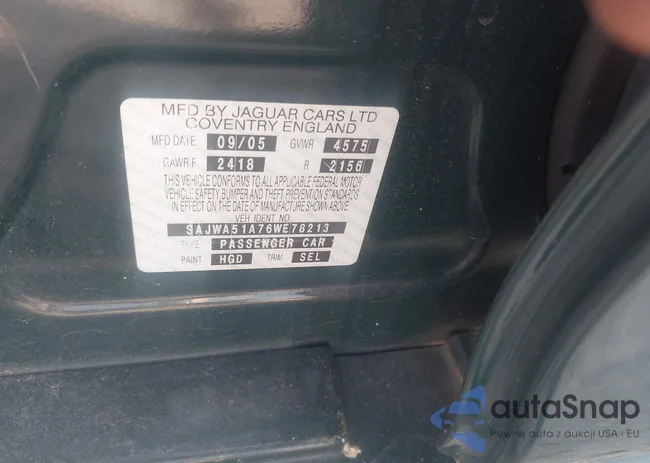 MFD BY JAGUAR CARS LTD
COVENTRY ENGLAND
MFD DATE 09/05 GVWR 4575
GAWR F. 2418 R 2156
THIS VEHICLE CONFORMS TO ALL APPLICABLE FEDERAL MOTOR
VEHICLE SAFETY BUMPER AND THEFT PREVENTION STANDARDS
IN EFFECT ON THE DATE OF MANUFACTURE SHOWN ABOVE
VEH IDENT NO
SAJWA51A76WE78213
TYPE PASSENGER CAR
PAINT HGD TRIM SEL
autaSnap
Pewne auta z aukcji USA i EU